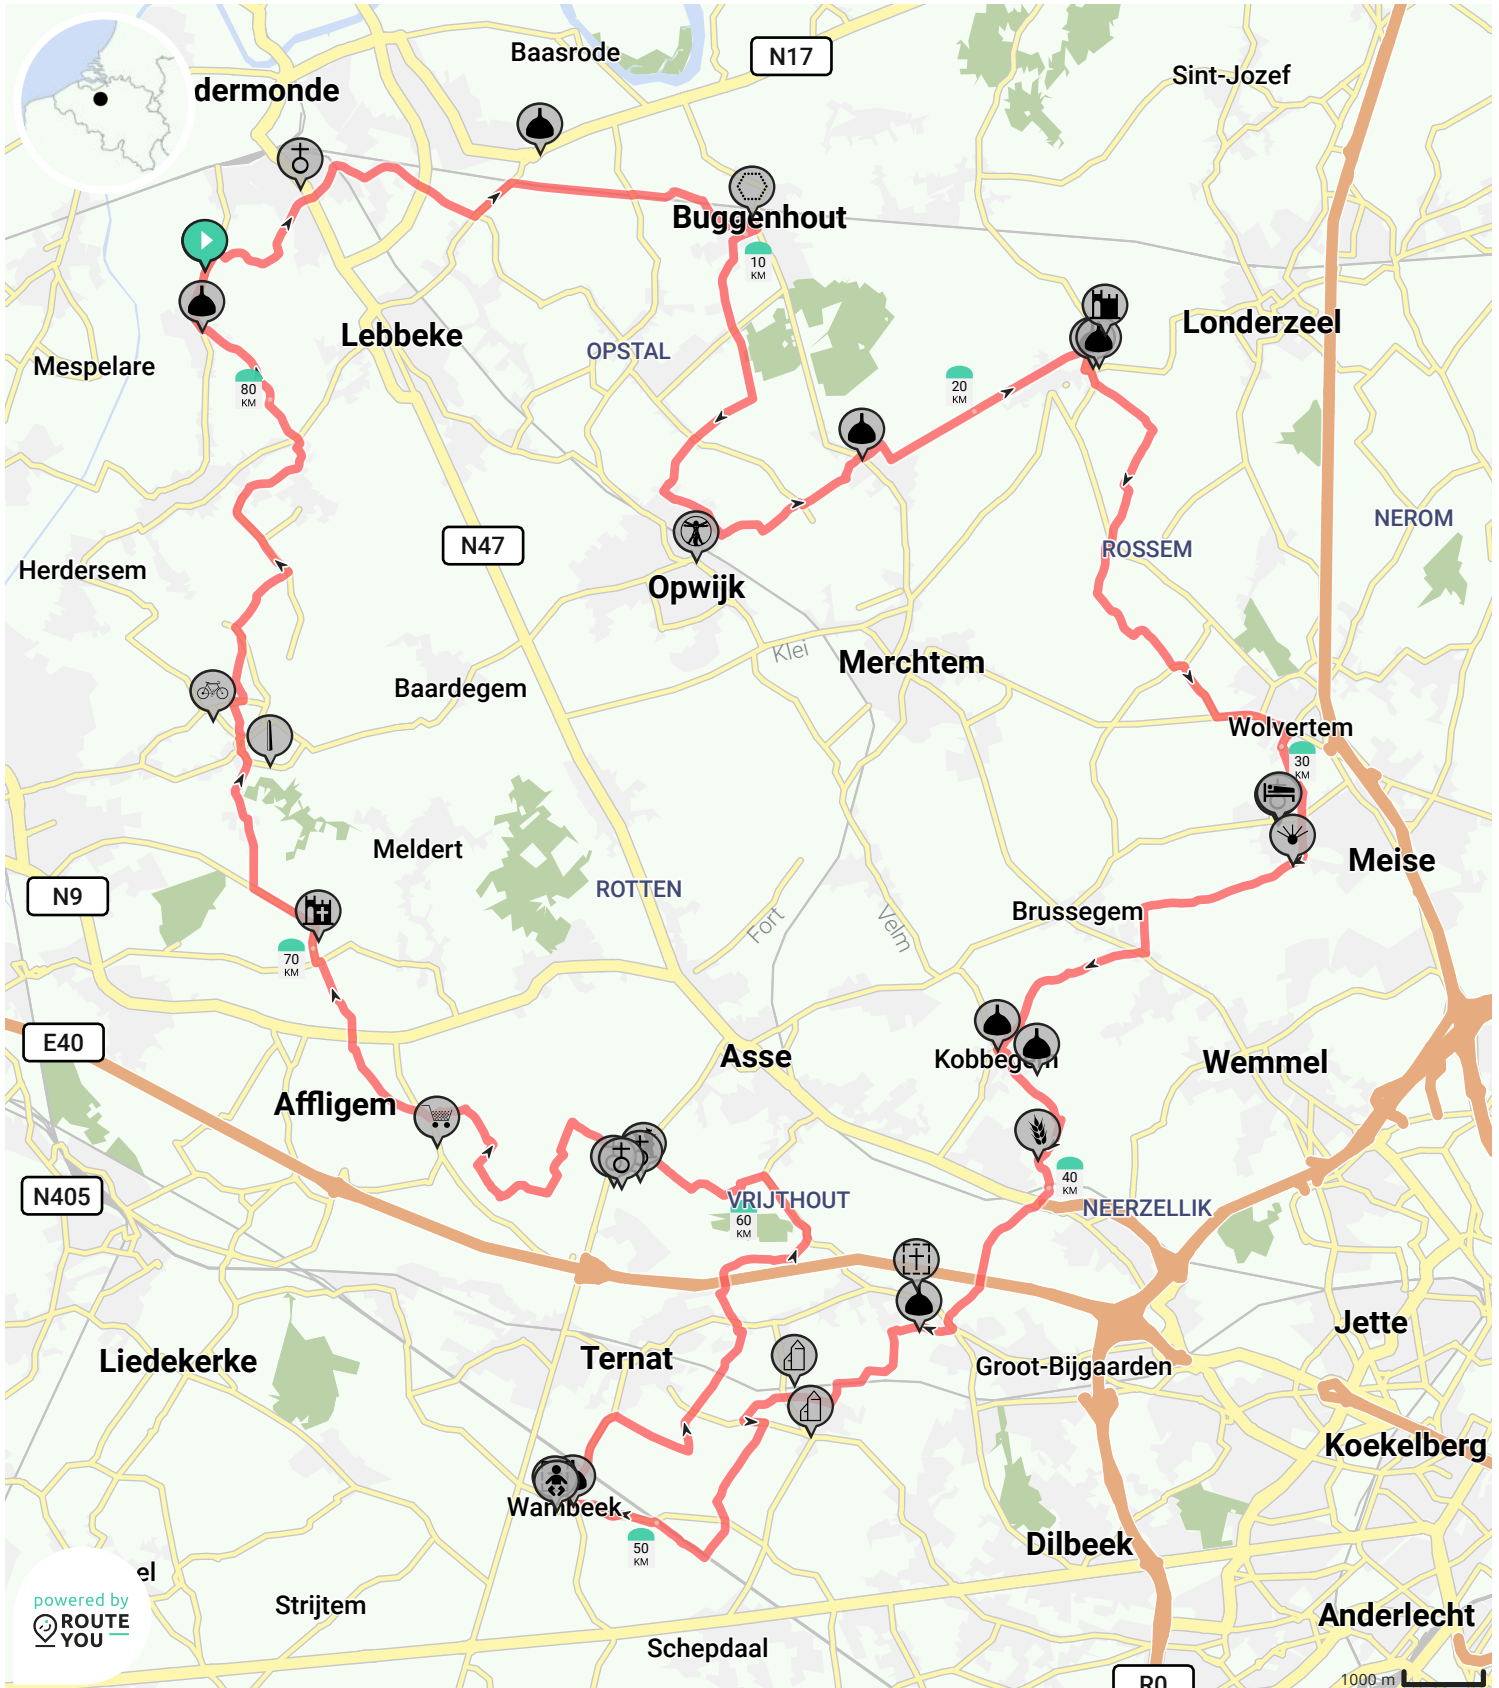 Baasrode
N17
Sint-Jozef
dermonde
Buggenhout
10
KM
Lebbeke
OPSTAL
Londerzeel
Mespelare
80
KM
20
KM
NEROM
N47
ROSSEM
Herdersem
Opwijk
Klei
Merchtem
Baardegem
Wolvertem
30
KM
Meldert
Meise
N9
ROTTEN
Fort
Velm
Brussegem
70
KM
E40
Asse
Kobbegem
Wemmel
Affligem
N405
VRIJTHOUT
40
KM
NEERZELLIK
60
KM
Jette
Liedekerke
Ternat
Groot-Bijgaarden
Koekelberg
Wambeek
50
KM
Dilbeek
el
powered by
ROUTE
YOU
Strijtem
Anderlecht
Schepdaal
R0
1000 m